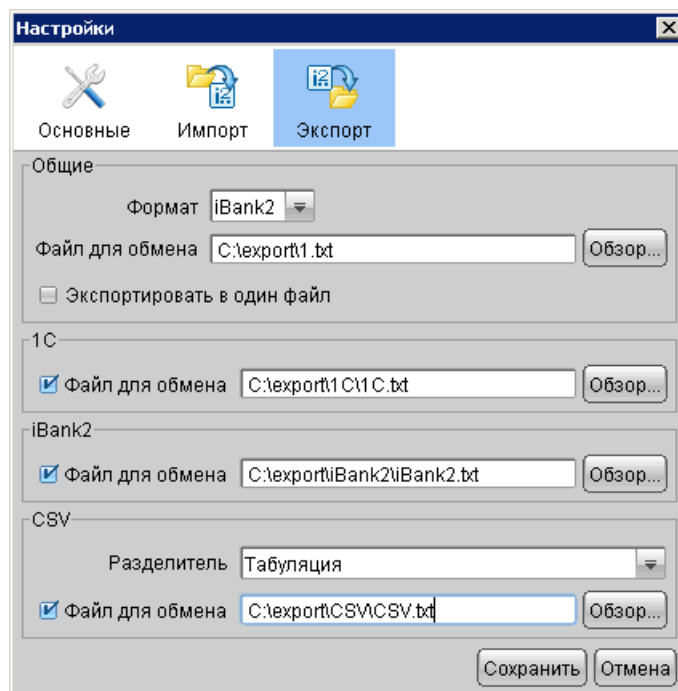 Настройки
Основные Импорт Экспорт
Общие
Формат iBank2
Файл для обмена C:\export\1.txt Обзор...
Экспортировать в один файл
1C
Файл для обмена C:\export\1C\1C.txt Обзор...
iBank2
Файл для обмена C:\export\iBank2\iBank2.txt Обзор...
CSV
Разделитель Табуляция
Файл для обмена C:\export\CSV\CSV.txt Обзор...
Сохранить Отмена